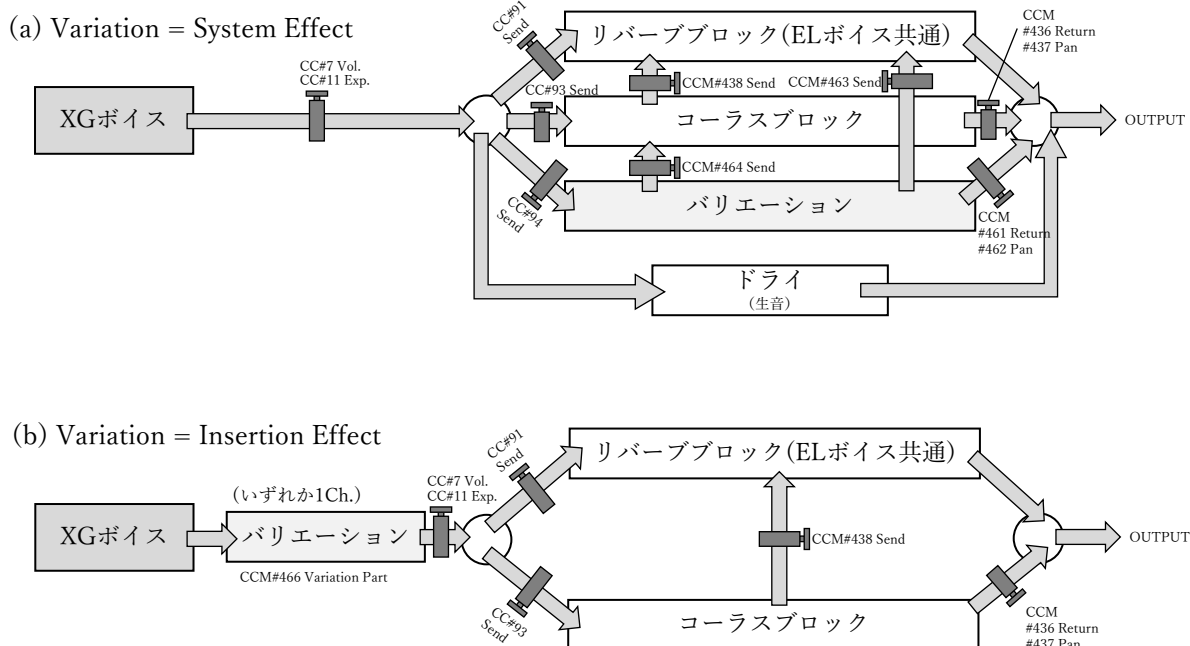 (a) Variation = System Effect
CC#91
Send
リバーブブロック(ELボイス共通)
CCM
#436 Return
#437 Pan
CC#7 Vol.
CC#11 Exp.
CCM#438 Send
CCM#463 Send
CC#93 Send
XGボイス
コーラスブロック
OUTPUT
CCM#464 Send
CC#94
Send
バリエーション
CCM
#461 Return
#462 Pan
ドライ
(生音)
(b) Variation = Insertion Effect
CC#91
Send
リバーブブロック(ELボイス共通)
CC#7 Vol.
CC#11 Exp.
(いずれか1Ch.)
XGボイス
バリエーション
CCM#438 Send
OUTPUT
CCM#466 Variation Part
CC#93
Send
コーラスブロック
CCM
#436 Return
#437 Pan